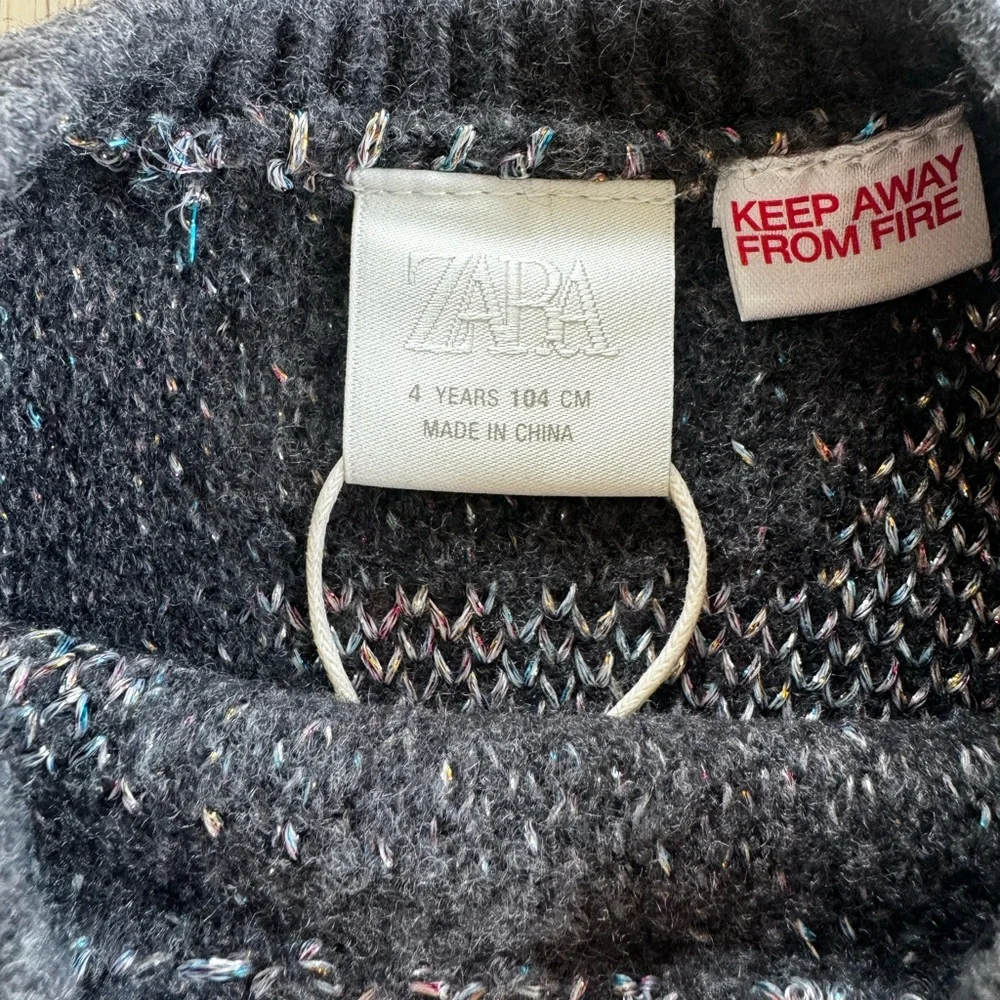 ZARA
4 YEARS 104 CM
MADE IN CHINA
KEEP AWAY
FROM FIRE